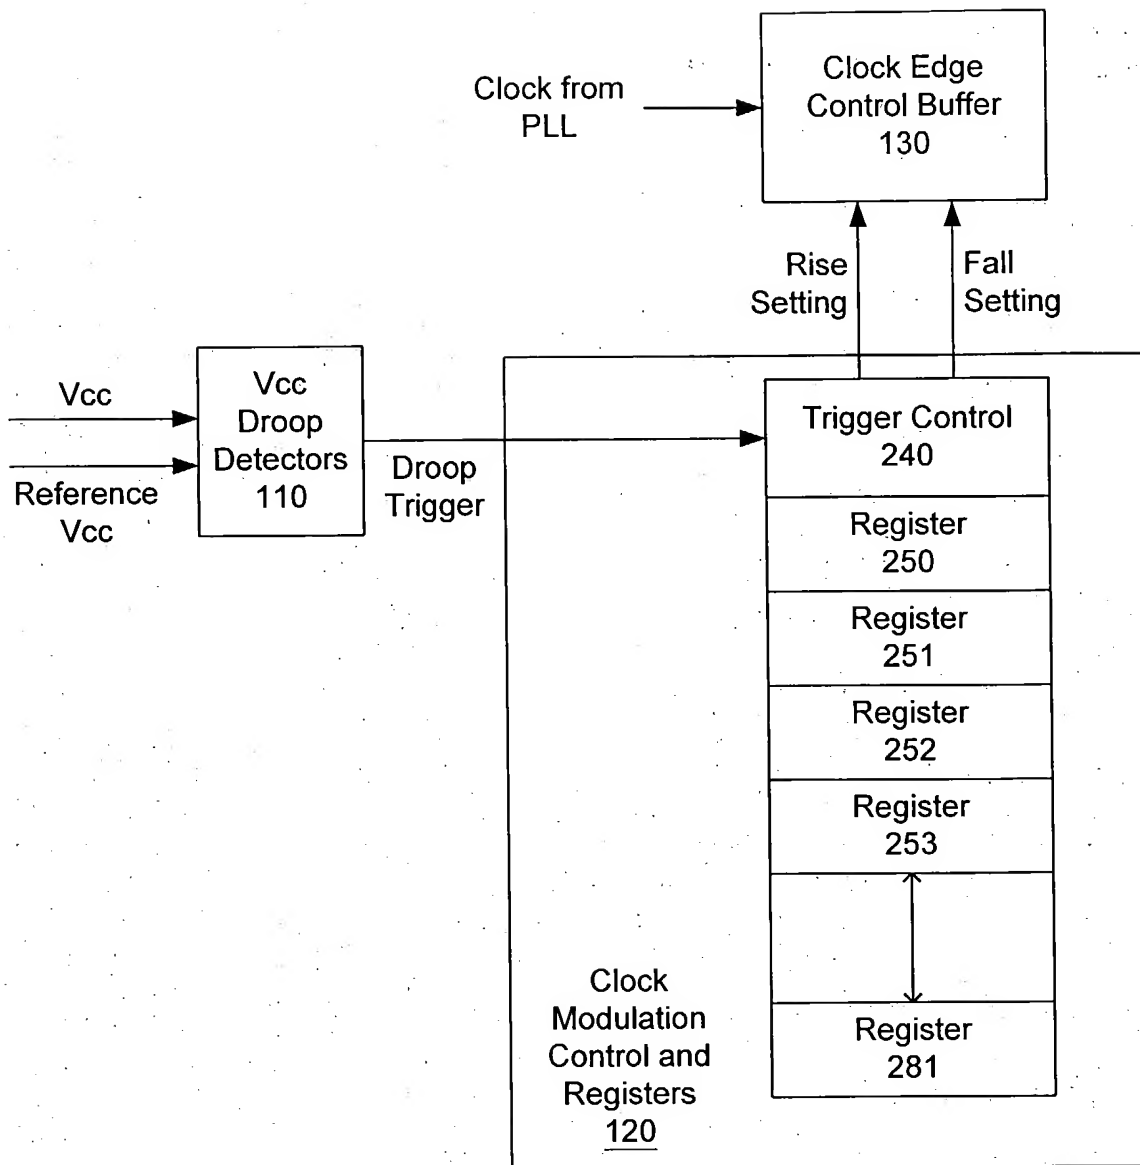 Clock Edge
Control Buffer
130
Clock from
PLL
Rise
Setting
Fall
Setting
Vcc
Reference
Vcc
Vcc
Droop
Detectors
110
Droop
Trigger
Trigger Control
240
Register
250
Register
251
Register
252
Register
253
Register
281
Clock
Modulation
Control and
Registers
120